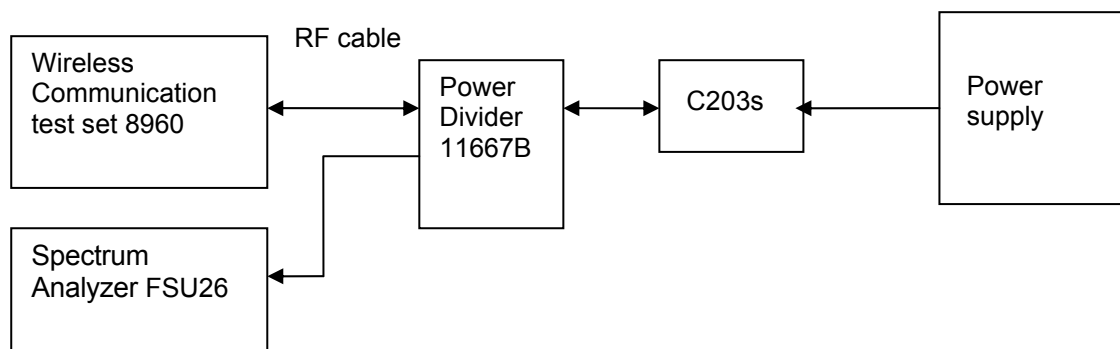 Wireless
Communication
test set 8960
RF cable
Power
Divider
11667B
C203s
Power
supply
Spectrum
Analyzer FSU26